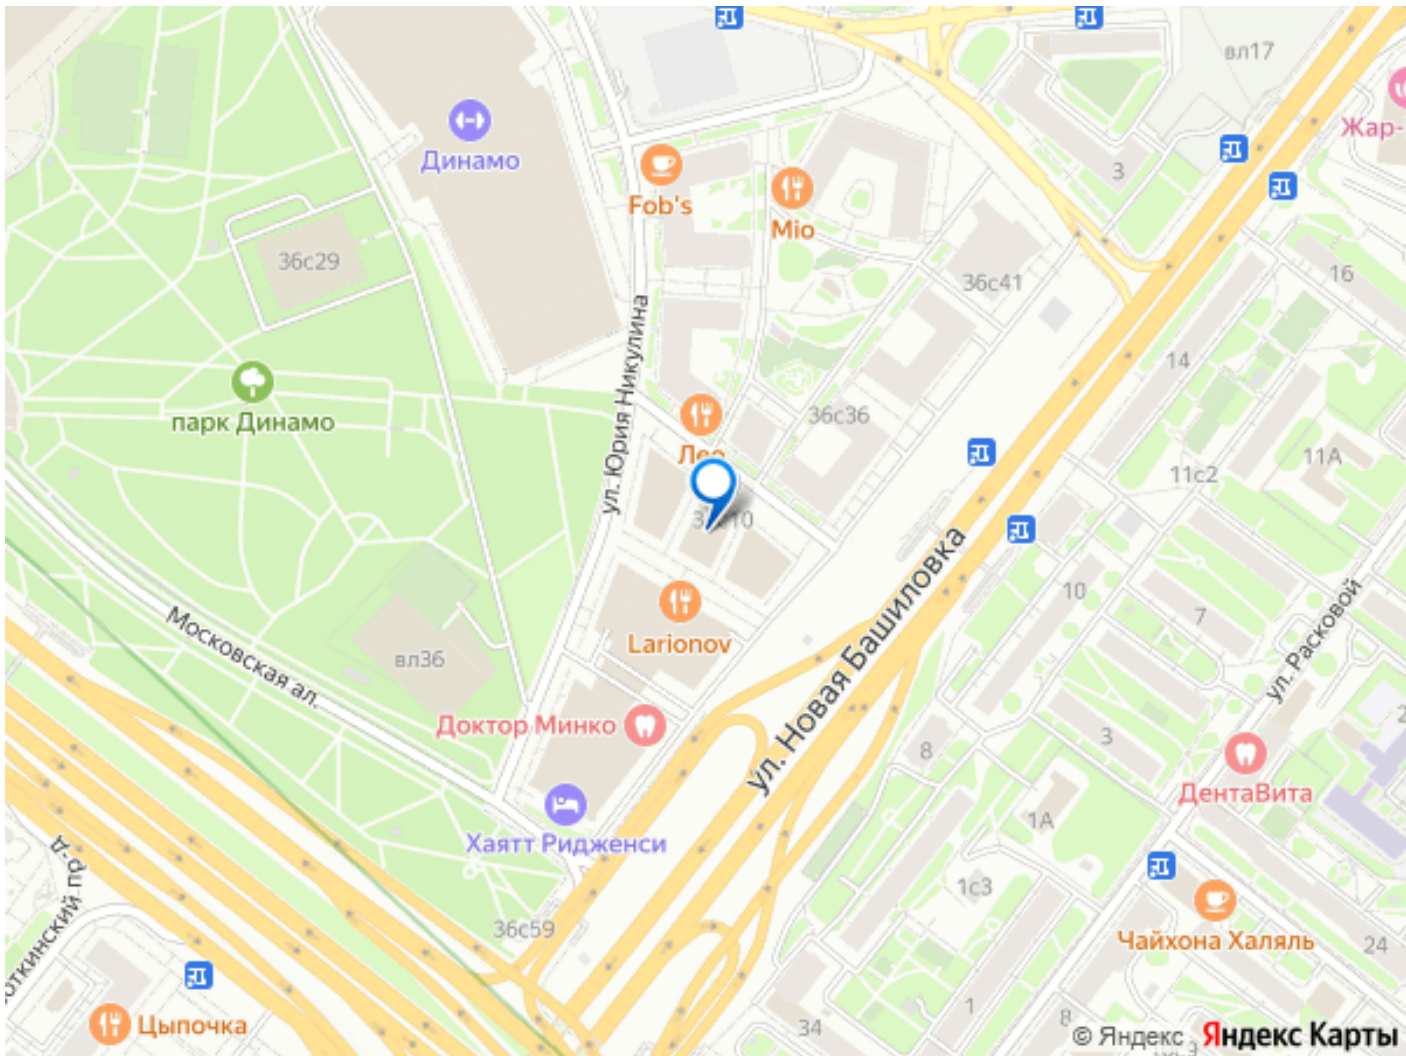 вл17
Жар-
Динамо
3
Fob's
Mio
36с29
36с41
16
ул. Юрия Никулина
14
парк Динамо
36с36
Лео
11А
11с2
ул. Новая Башиловка
10
7
ул. Расковой
Московская ал.
Larionov
вл36
Доктор Минко
8
3
2
ДентаВита
Хаятт Ридженси
1А
1с3
36с59
Чайхона Халяль
24
Цыпочка
34
1
8
3
© Яндекс
Яндекс Карты